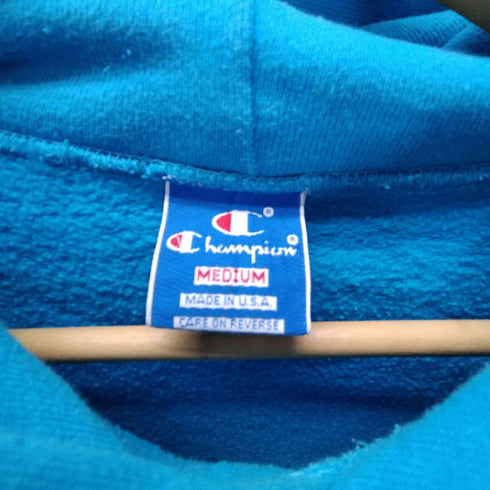 ®
Champion®
MEDIUM
MADE IN U.S.A.
CARE ON REVERSE